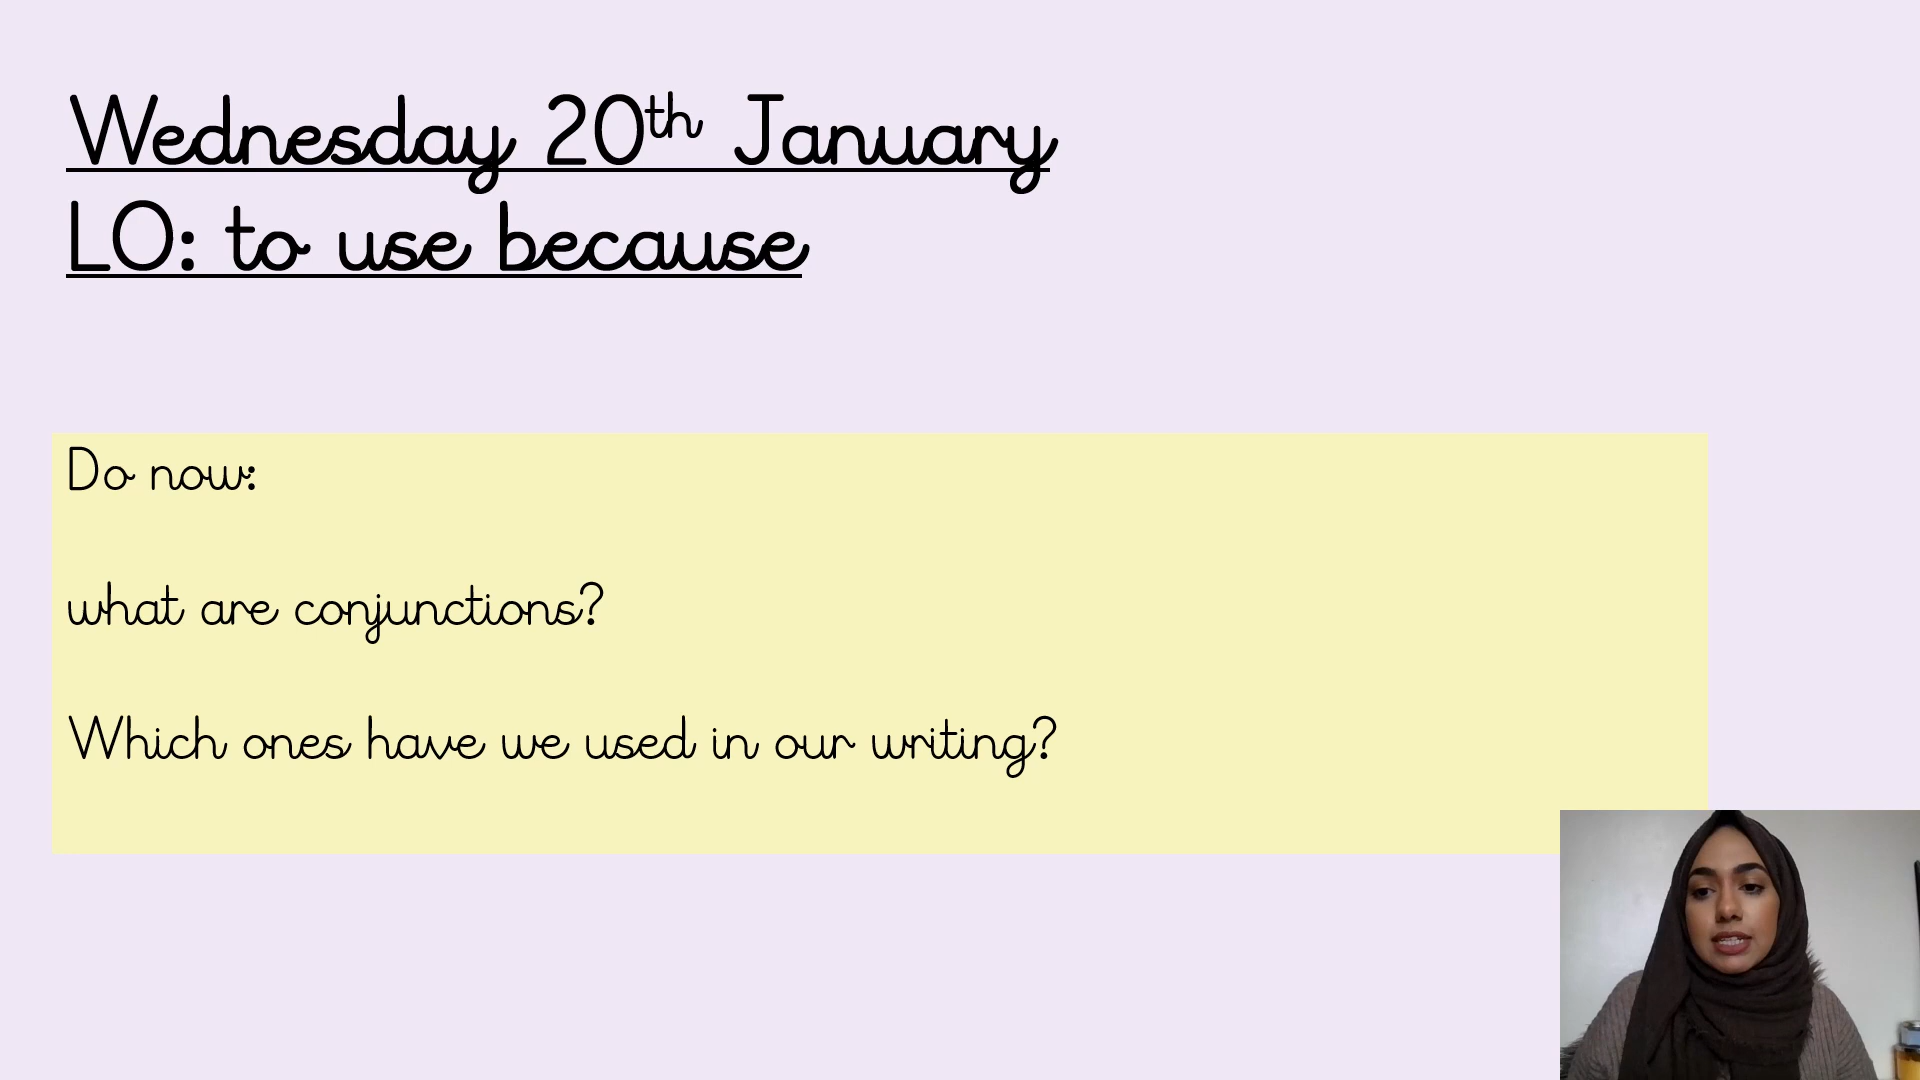 Wednesday 20th January
LO: to use because
Do now:
what are conjunctions?
Which ones have we used in our writing?